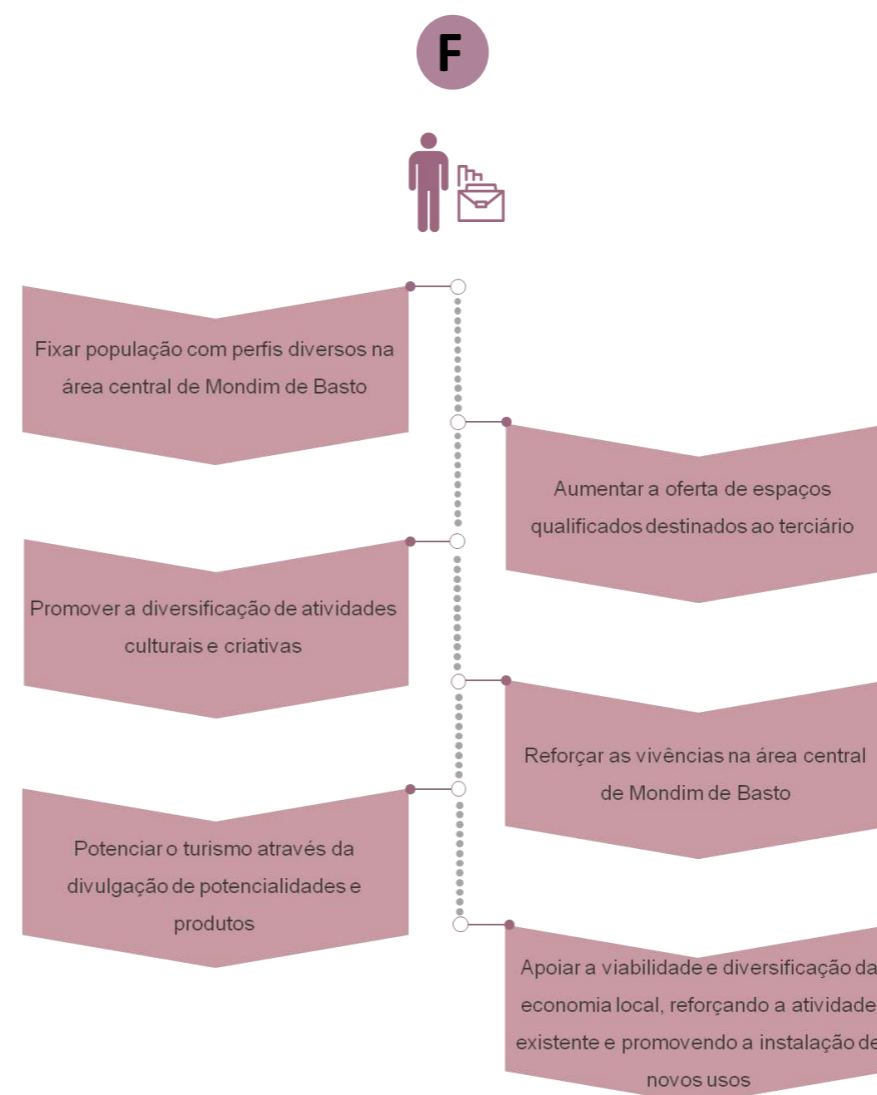 F
Fixar população com perfis diversos na
área central de Mondim de Basto
Aumentar a oferta de espaços
qualificados destinados ao terciário
Promover a diversificação de atividades
culturais e criativas
Reforçar as vivências na área central
de Mondim de Basto
Potenciar o turismo através da
divulgação de potencialidades e
produtos
Apoiar a viabilidade e diversificação da
economia local, reforçando a atividade
existente e promovendo a instalação de
novos usos